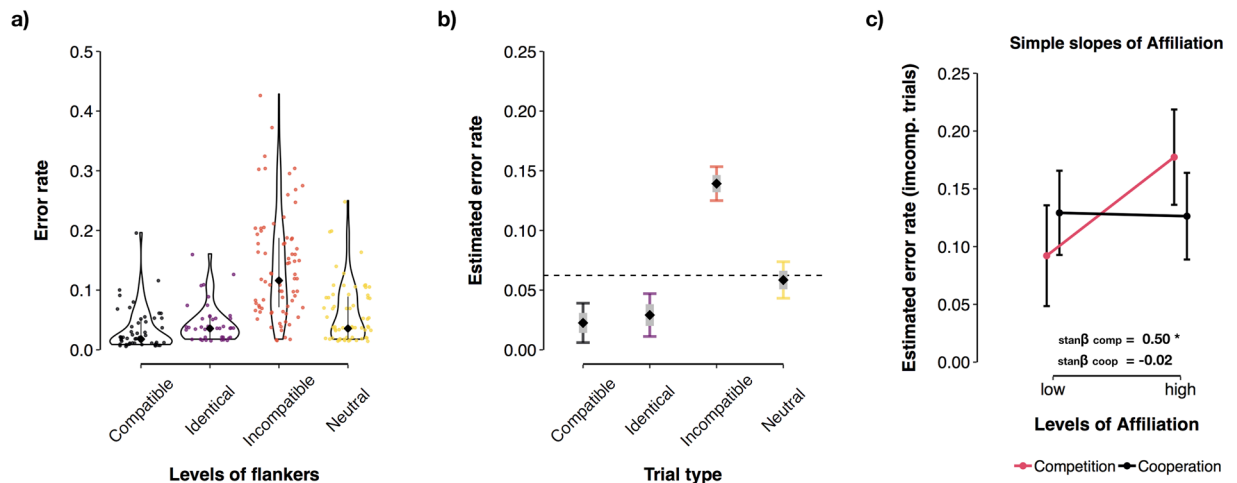 a)
Error rate
0.5
0.4
0.3
0.2
0.1
0.0
Compatible
Identical
Incompatible
Neutral
Levels of flankers
b)
Estimated error rate
0.25
0.20
0.15
0.10
0.05
0.00
Compatible
Identical
Incompatible
Neutral
Trial type
c)
Simple slopes of Affiliation
Estimated error rate (imcomp. trials)
0.25
0.20
0.15
0.10
0.05
0.00
stanβ comp = 0.50 *
stanβ coop = -0.02
low high
Levels of Affiliation
Competition Cooperation